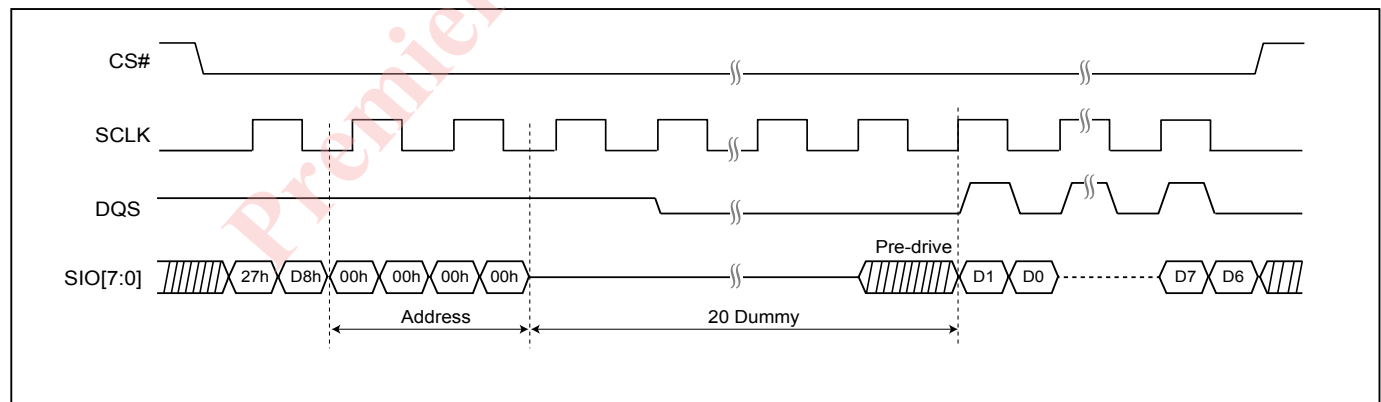 Premier
CS#
SCLK
DQS
Pre-drive
SIO[7:0] 27h D8h 00h 00h 00h 00h D1 D0 D7 D6
Address 20 Dummy